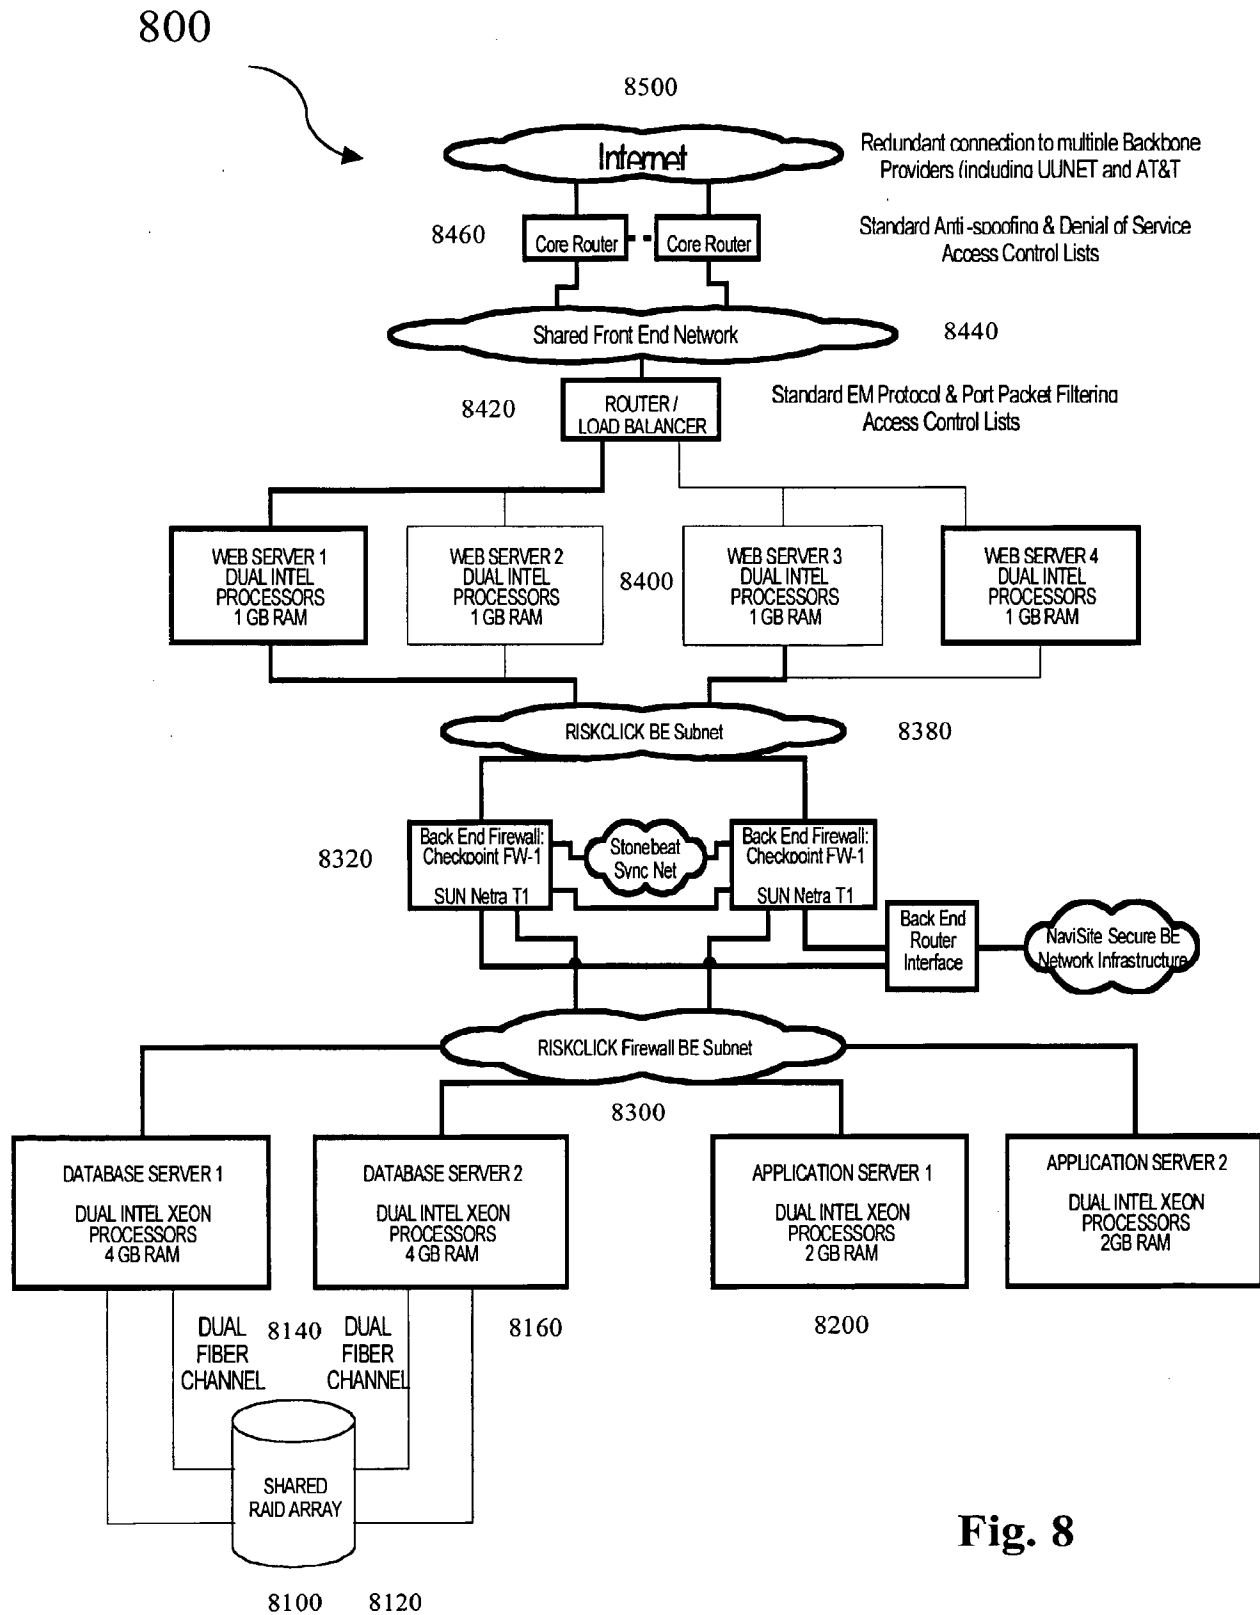 800
8500
Internet
Redundant connection to multiple Backbone
Providers (including UUNET and AT&T
8460
Core Router
Core Router
Standard Anti-spoofing & Denial of Service
Access Control Lists
Shared Front End Network
8440
8420
ROUTER /
LOAD BALANCER
Standard EM Protocol & Port Packet Filtering
Access Control Lists
WEB SERVER 1
DUAL INTEL
PROCESSORS
1 GB RAM
WEB SERVER 2
DUAL INTEL
PROCESSORS
1 GB RAM
8400
WEB SERVER 3
DUAL INTEL
PROCESSORS
1 GB RAM
WEB SERVER 4
DUAL INTEL
PROCESSORS
1 GB RAM
RISKCLICK BE Subnet
8380
8320
Back End Firewall:
Checkpoint FW-1
SUN Netra T1
Stonebeat
Sync Net
Back End Firewall:
Checkpoint FW-1
SUN Netra T1
Back End
Router
Interface
NaviSite Secure BE
Network Infrastructure
RISKCLICK Firewall BE Subnet
8300
DATABASE SERVER 1
DUAL INTEL XEON
PROCESSORS
4 GB RAM
DATABASE SERVER 2
DUAL INTEL XEON
PROCESSORS
4 GB RAM
APPLICATION SERVER 1
DUAL INTEL XEON
PROCESSORS
2 GB RAM
APPLICATION SERVER 2
DUAL INTEL XEON
PROCESSORS
2GB RAM
DUAL
FIBER
CHANNEL
8140
DUAL
FIBER
CHANNEL
8160
8200
SHARED
RAID ARRAY
Fig. 8
8100
8120